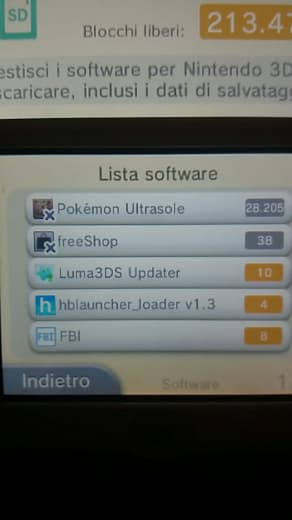 SD
Blocchi liberi: 213.47
estisci i software per Nintendo 3D
scaricare, inclusi i dati di salvatagg
Lista software
Pokémon Ultrasole 28.205
freeShop 38
Luma3DS Updater 10
h hblauncher_loader v1.3 4
FBI FBI 8
Indietro Software 1.